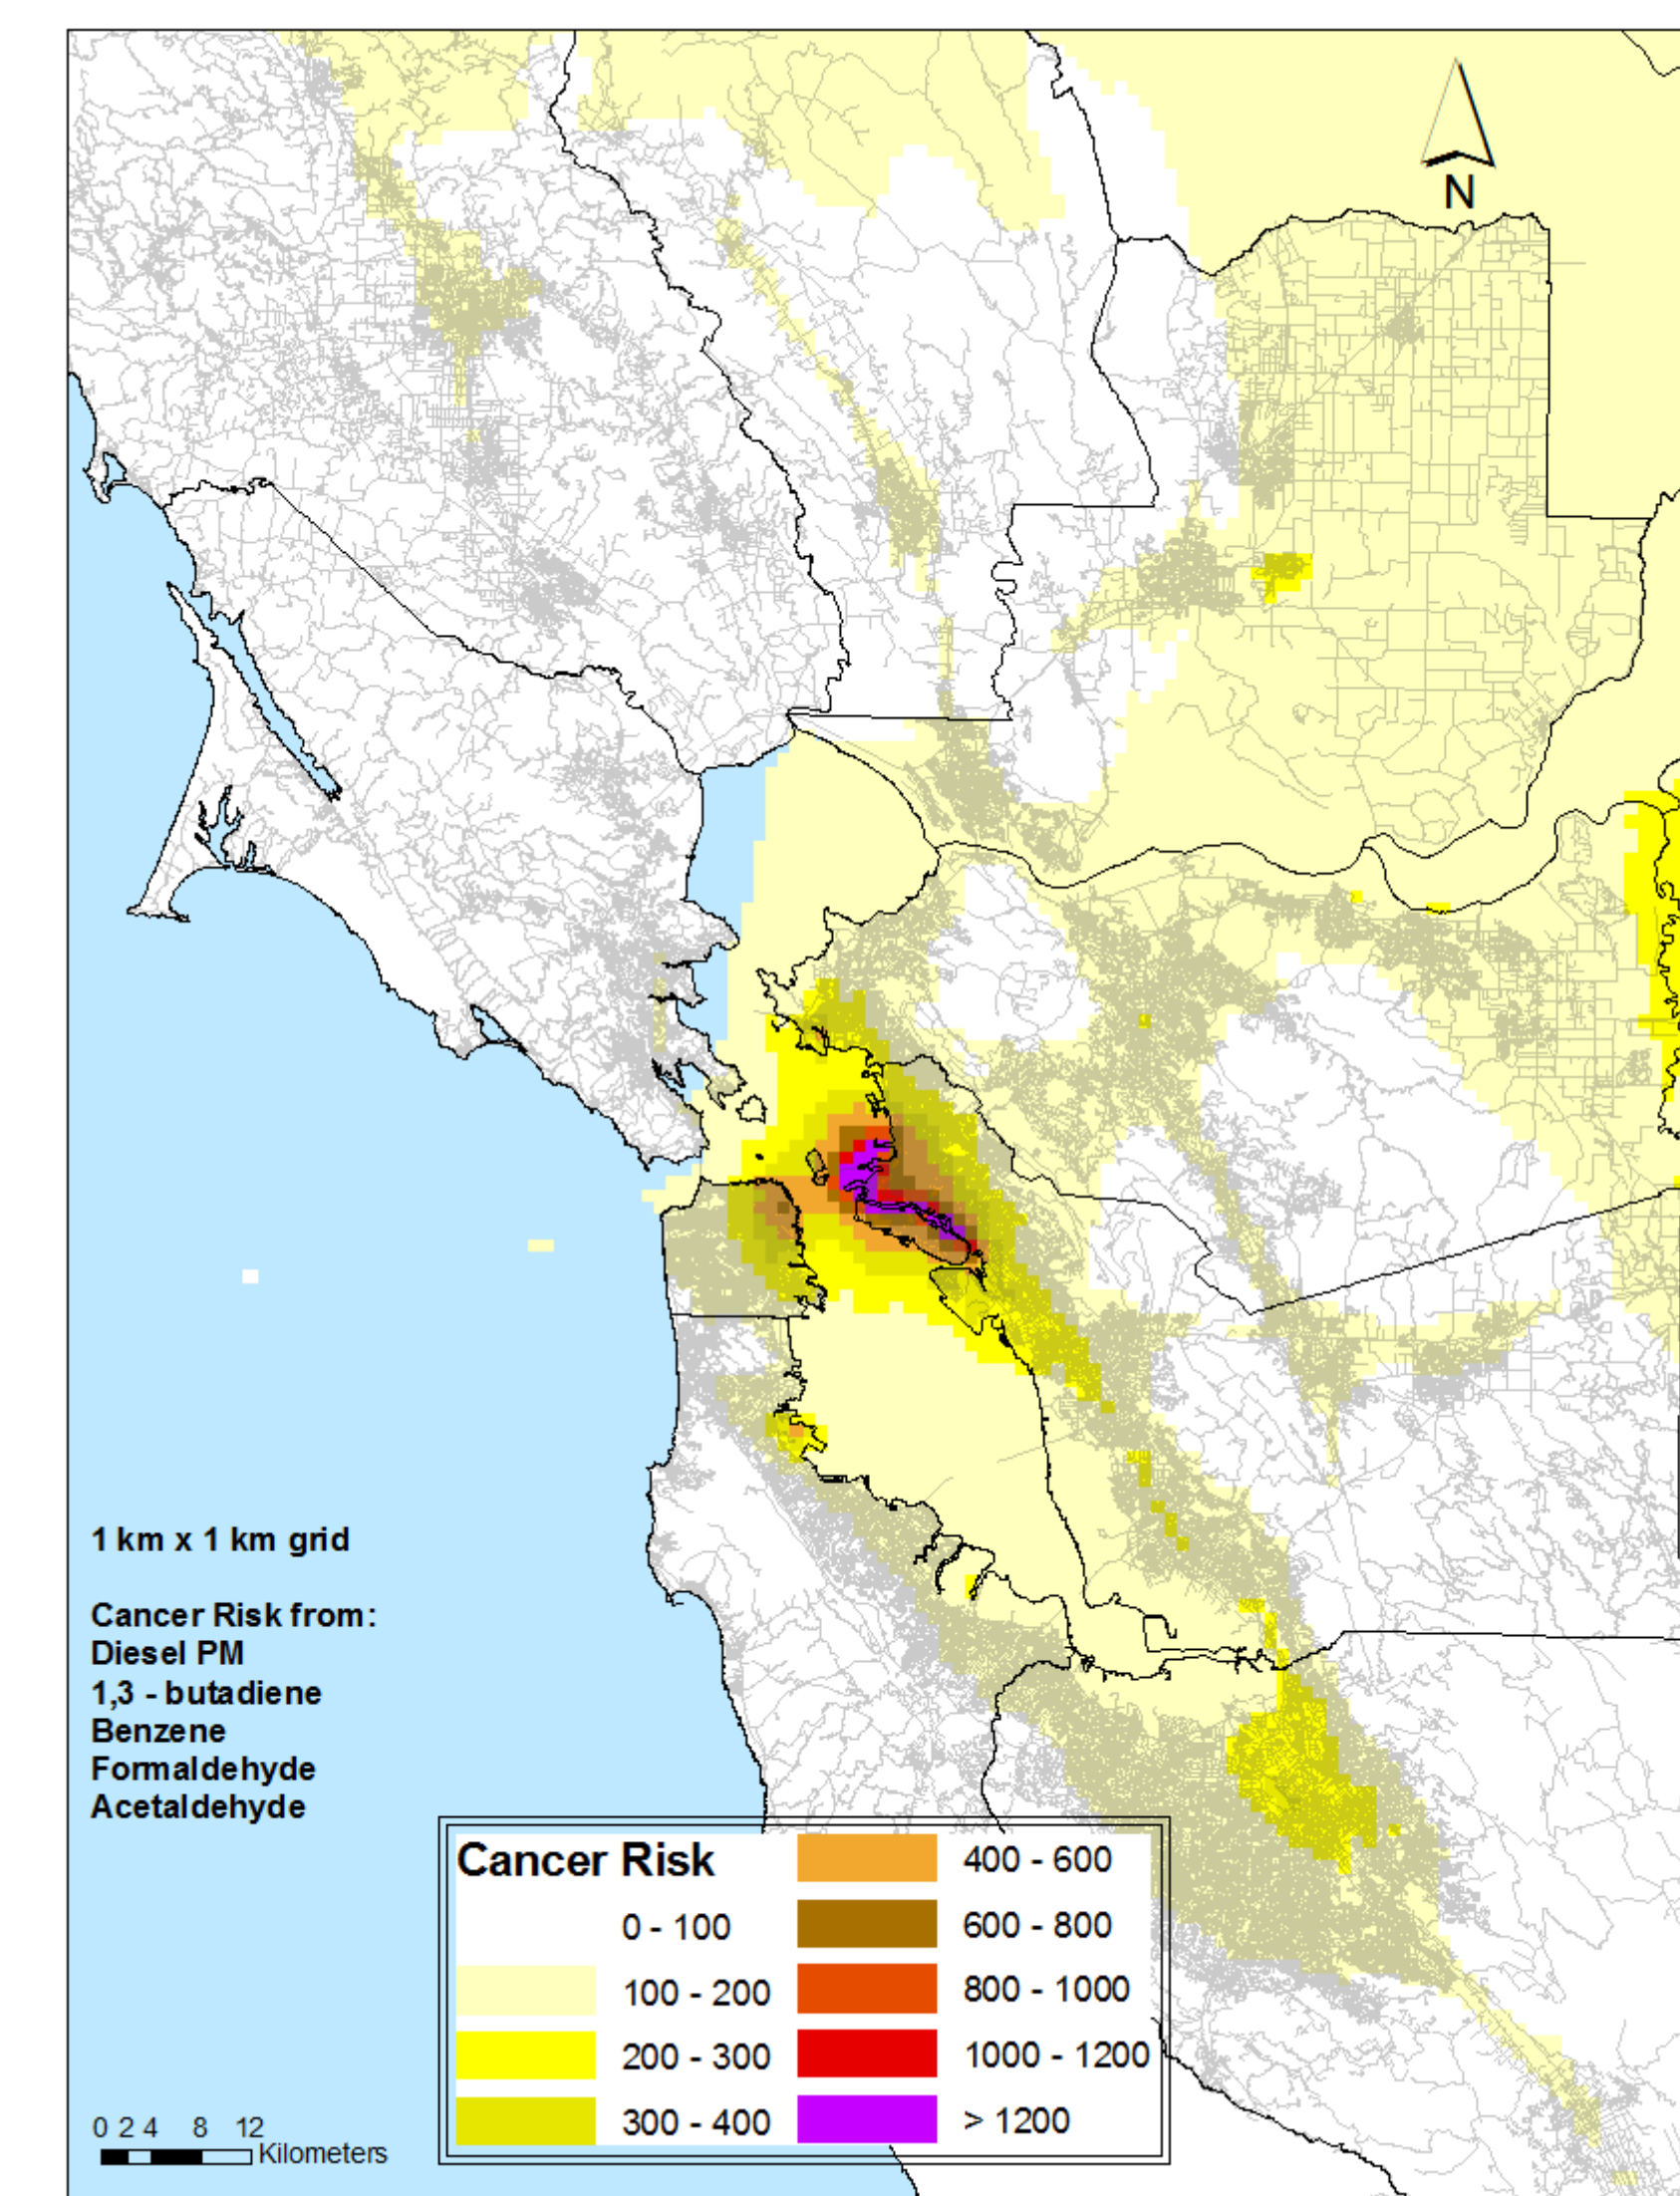 N
1 km x 1 km grid
Cancer Risk from:
Diesel PM
1,3 - butadiene
Benzene
Formaldehyde
Acetaldehyde
Cancer Risk
0 - 100
100 - 200
200 - 300
300 - 400
400 - 600
600 - 800
800 - 1000
1000 - 1200
> 1200
0 2 4 8 12
Kilometers